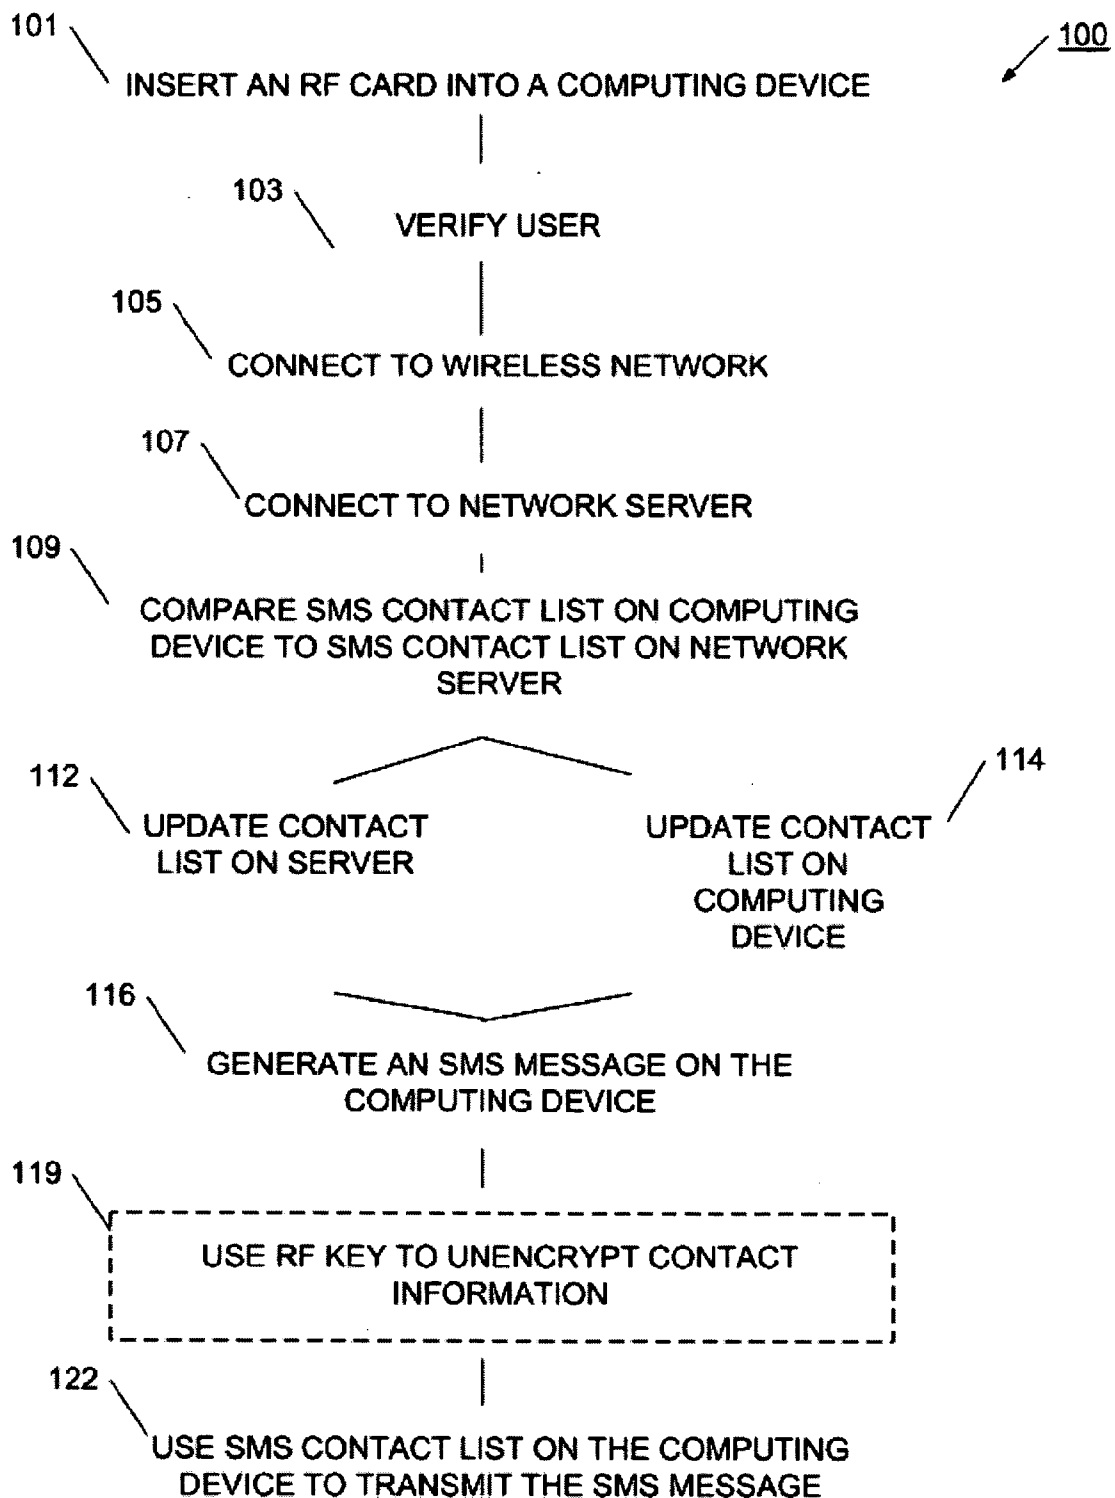 101
100
INSERT AN RF CARD INTO A COMPUTING DEVICE
103
VERIFY USER
105
CONNECT TO WIRELESS NETWORK
107
CONNECT TO NETWORK SERVER
109
COMPARE SMS CONTACT LIST ON COMPUTING
DEVICE TO SMS CONTACT LIST ON NETWORK
SERVER
112
UPDATE CONTACT
LIST ON SERVER
114
UPDATE CONTACT
LIST ON
COMPUTING
DEVICE
116
GENERATE AN SMS MESSAGE ON THE
COMPUTING DEVICE
119
USE RF KEY TO UNENCRYPT CONTACT
INFORMATION
122
USE SMS CONTACT LIST ON THE COMPUTING
DEVICE TO TRANSMIT THE SMS MESSAGE